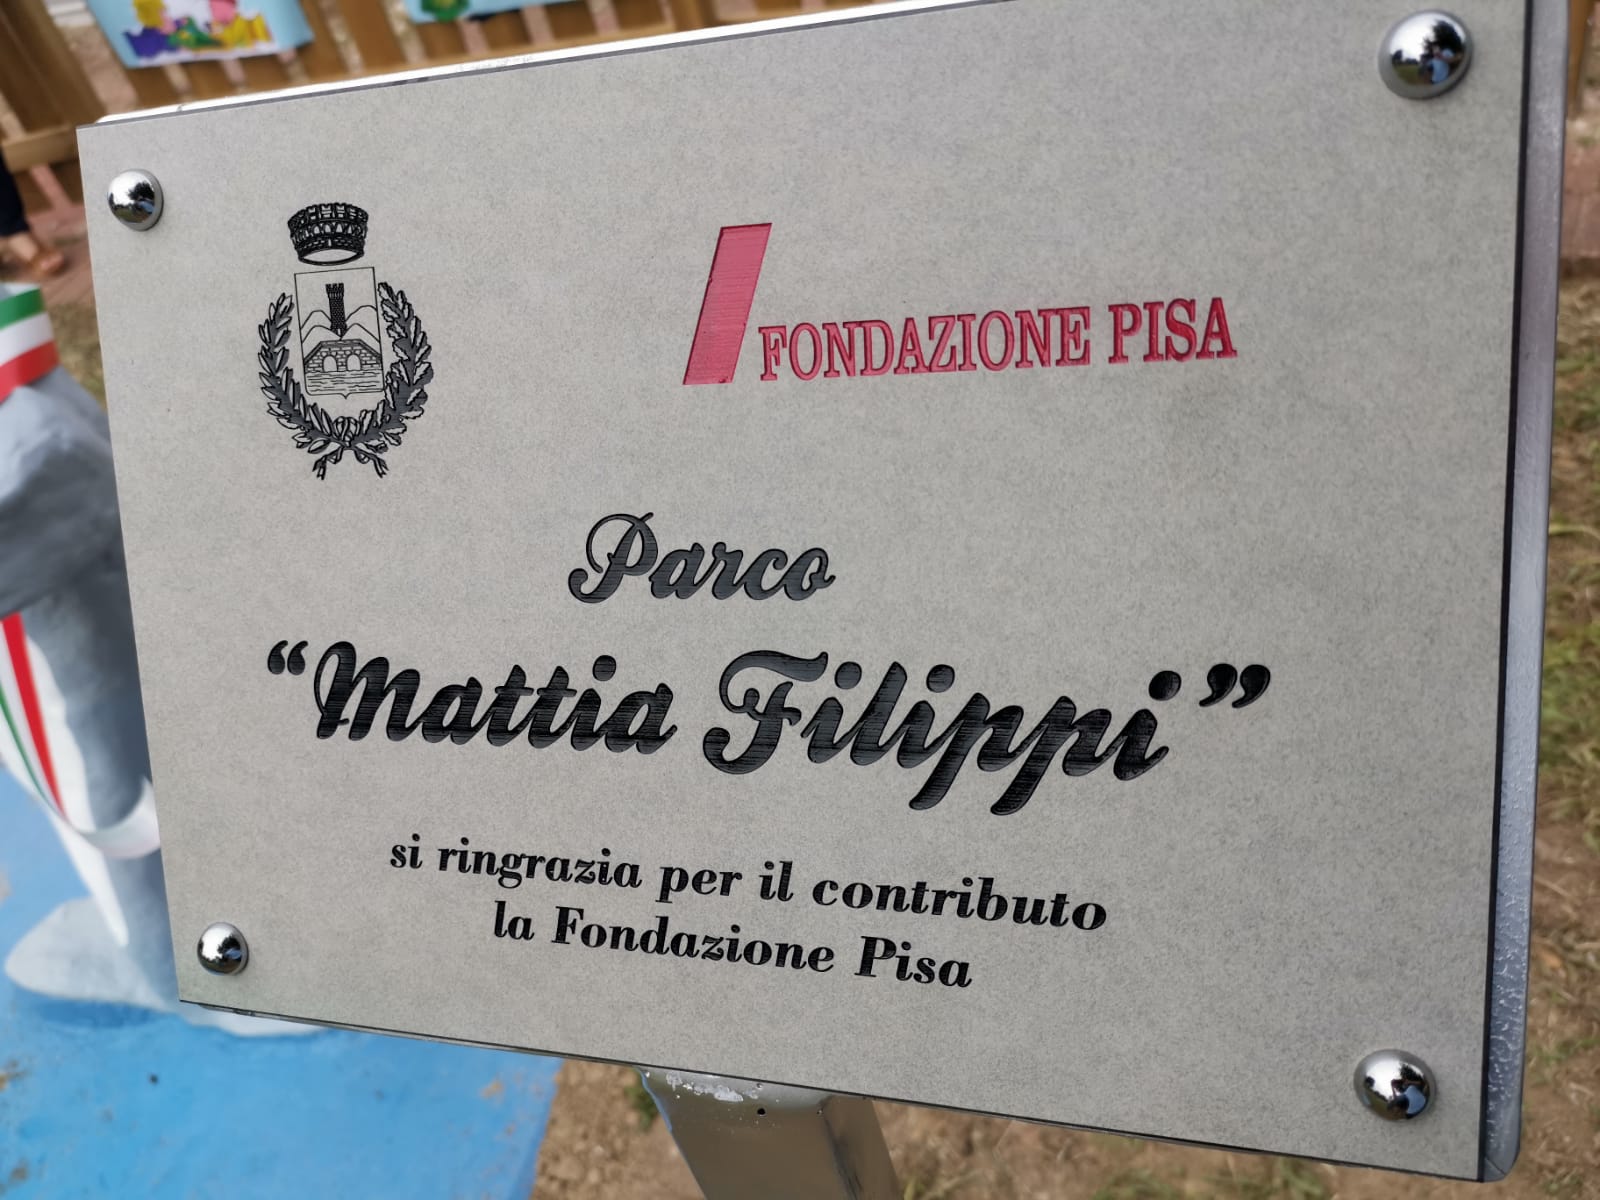 FONDAZIONE PISA
Parco
“Mattia Filippi”
si ringrazia per il contributo
la Fondazione Pisa